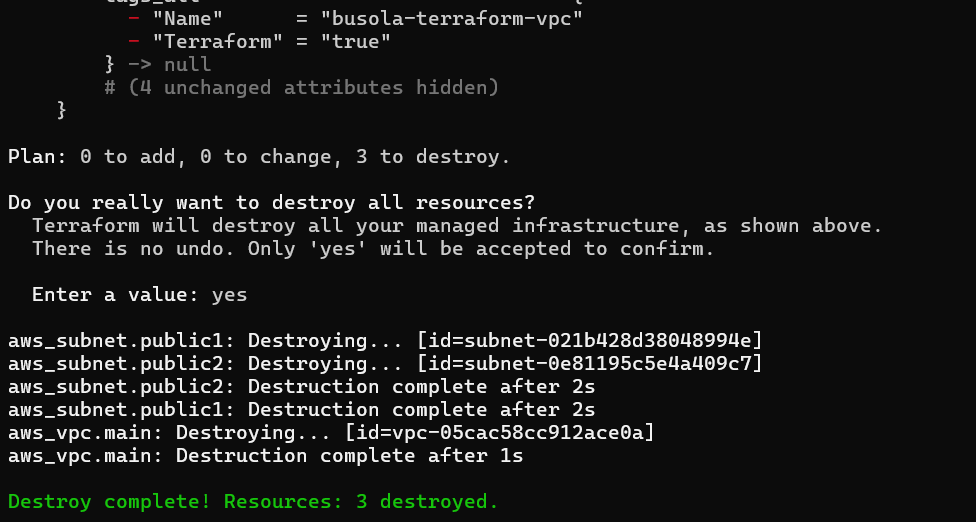 {
- "Name"      = "busola-terraform-vpc"
- "Terraform" = "true"
} -> null
# (4 unchanged attributes hidden)
}
Plan: 0 to add, 0 to change, 3 to destroy.
Do you really want to destroy all resources?
Terraform will destroy all your managed infrastructure, as shown above.
There is no undo. Only 'yes' will be accepted to confirm.
Enter a value: yes
aws_subnet.public1: Destroying... [id=subnet-021b428d38048994e]
aws_subnet.public2: Destroying... [id=subnet-0e81195c5e4a409c7]
aws_subnet.public2: Destruction complete after 2s
aws_subnet.public1: Destruction complete after 2s
aws_vpc.main: Destroying... [id=vpc-05cac58cc912ace0a]
aws_vpc.main: Destruction complete after 1s
Destroy complete! Resources: 3 destroyed.